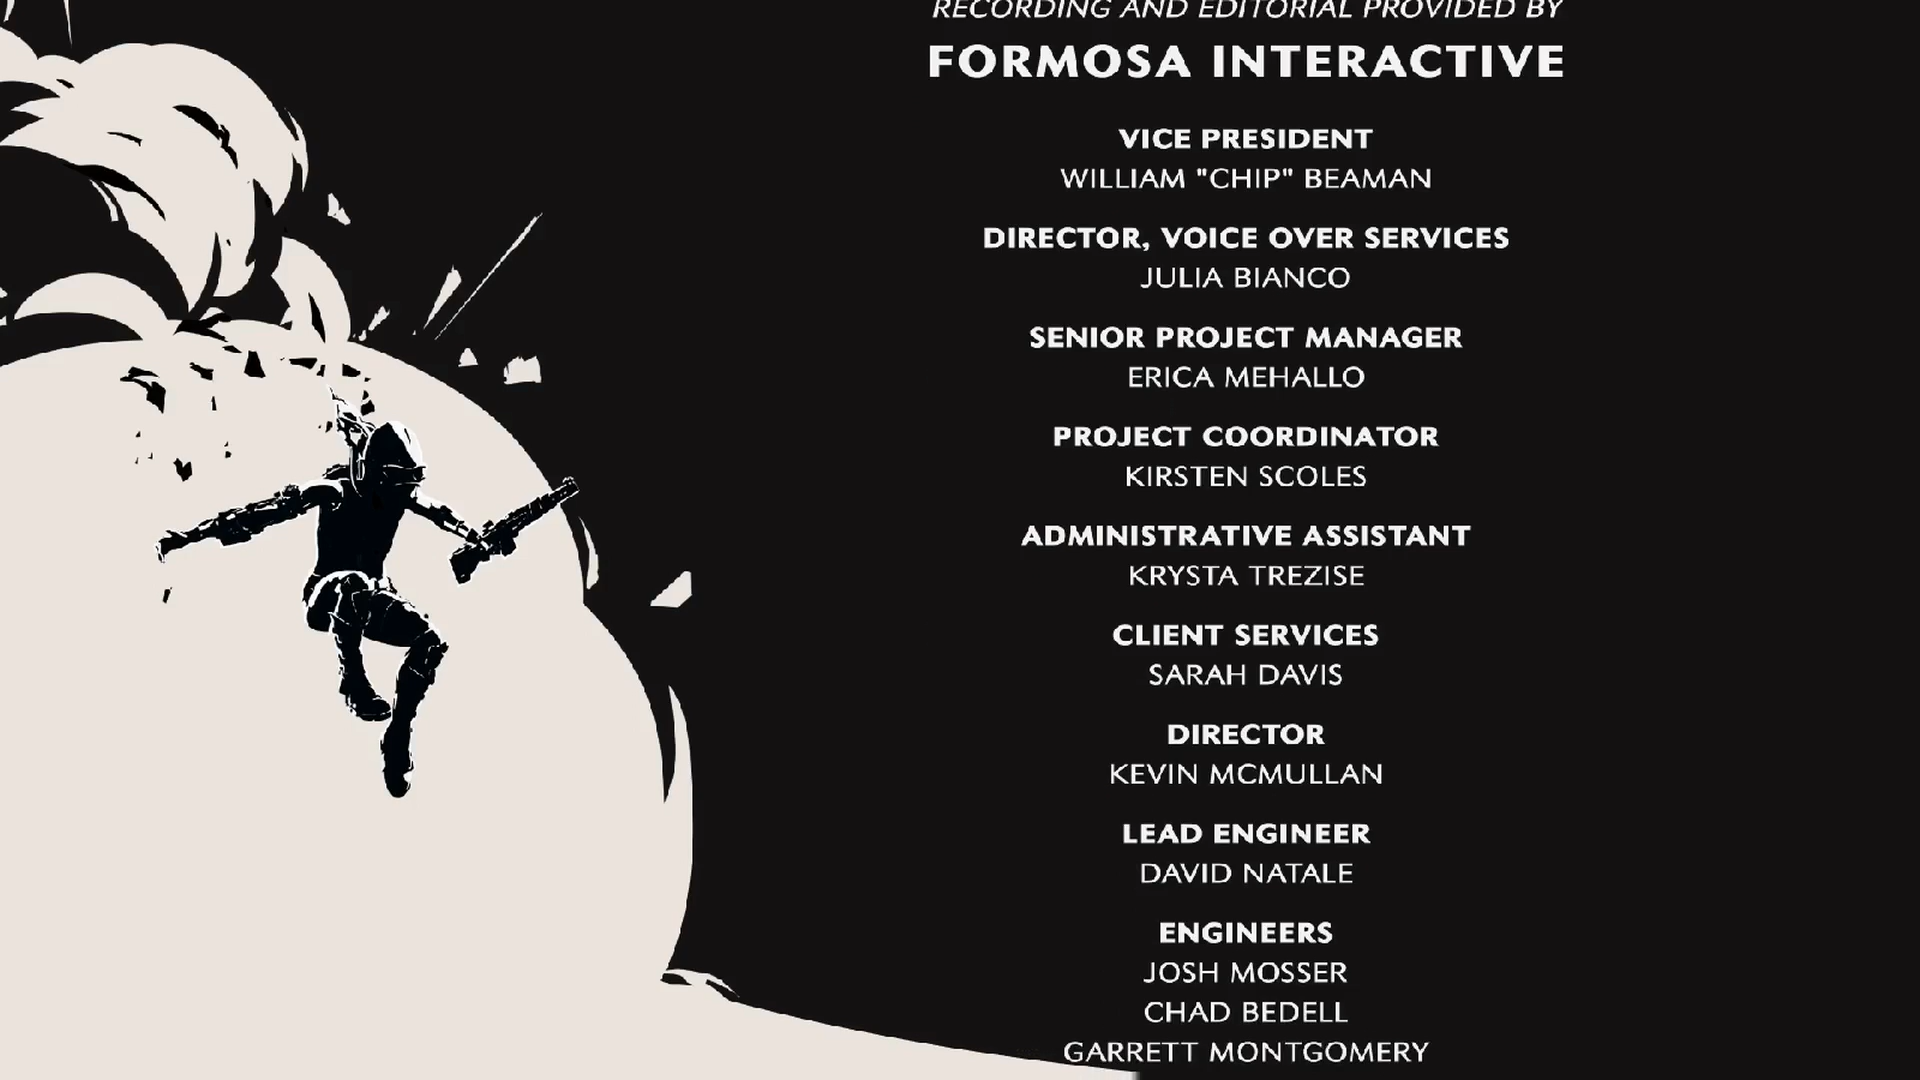 RECORDING AND EDITORIAL PROVIDED BY
FORMOSA INTERACTIVE
VICE PRESIDENT
WILLIAM "CHIP" BEAMAN
DIRECTOR, VOICE OVER SERVICES
JULIA BIANCO
SENIOR PROJECT MANAGER
ERICA MEHALLO
PROJECT COORDINATOR
KIRSTEN SCOLES
ADMINISTRATIVE ASSISTANT
KRYSTA TREZISE
CLIENT SERVICES
SARAH DAVIS
DIRECTOR
KEVIN MCMULLAN
LEAD ENGINEER
DAVID NATALE
ENGINEERS
JOSH MOSSER
CHAD BEDELL
GARRETT MONTGOMERY